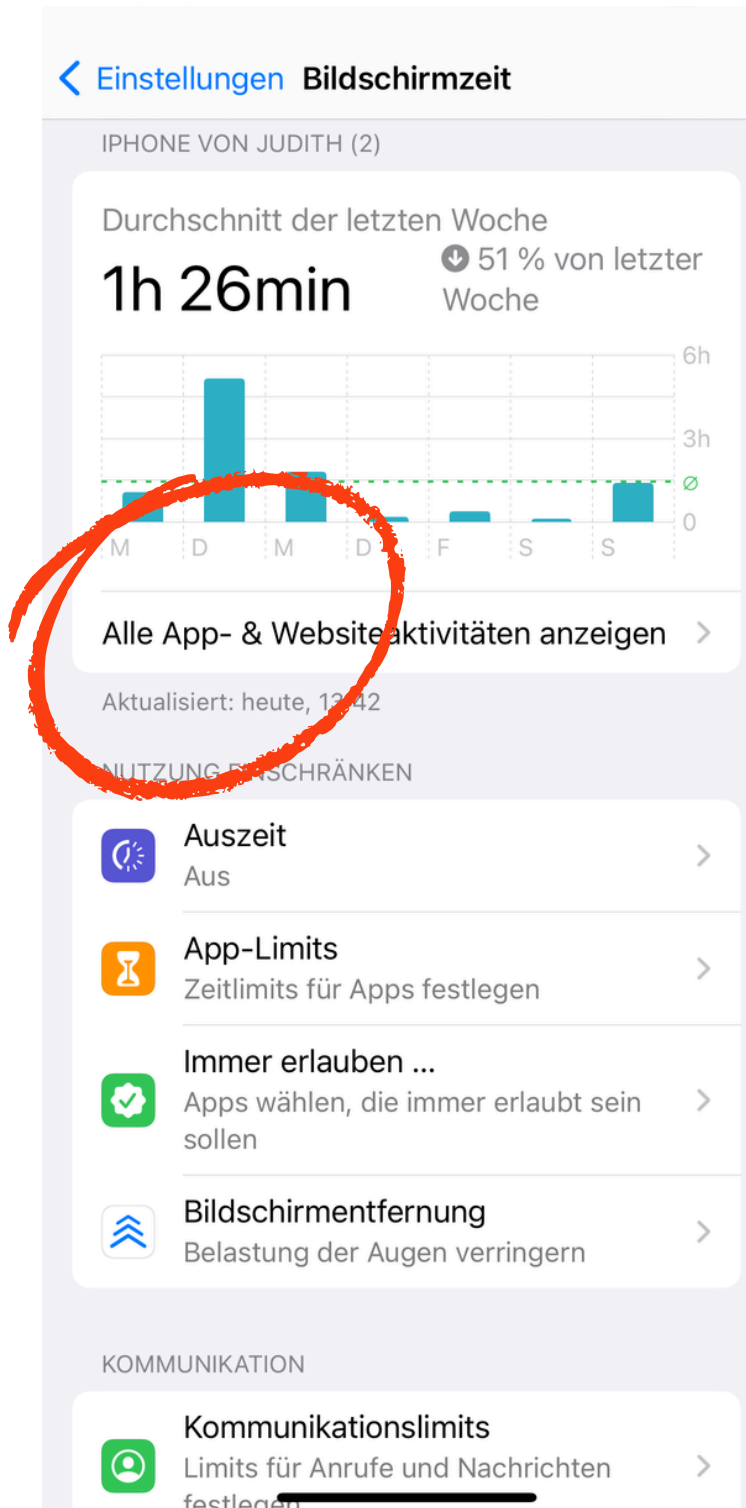 Einstellungen Bildschirmzeit
IPHONE VON JUDITH (2)
Durchschnitt der letzten Woche
1h 26min
51 % von letzter
Woche
6h
3h
Ø
0
M D M D F S S
Alle App- & Websiteaktivitäten anzeigen
Aktualisiert: heute, 13:42
NUTZUNG EINSCHRÄNKEN
Auszeit
Aus
App-Limits
Zeitlimits für Apps festlegen
Immer erlauben ...
Apps wählen, die immer erlaubt sein
sollen
Bildschirmentfernung
Belastung der Augen verringern
KOMMUNIKATION
Kommunikationslimits
Limits für Anrufe und Nachrichten
festlegen